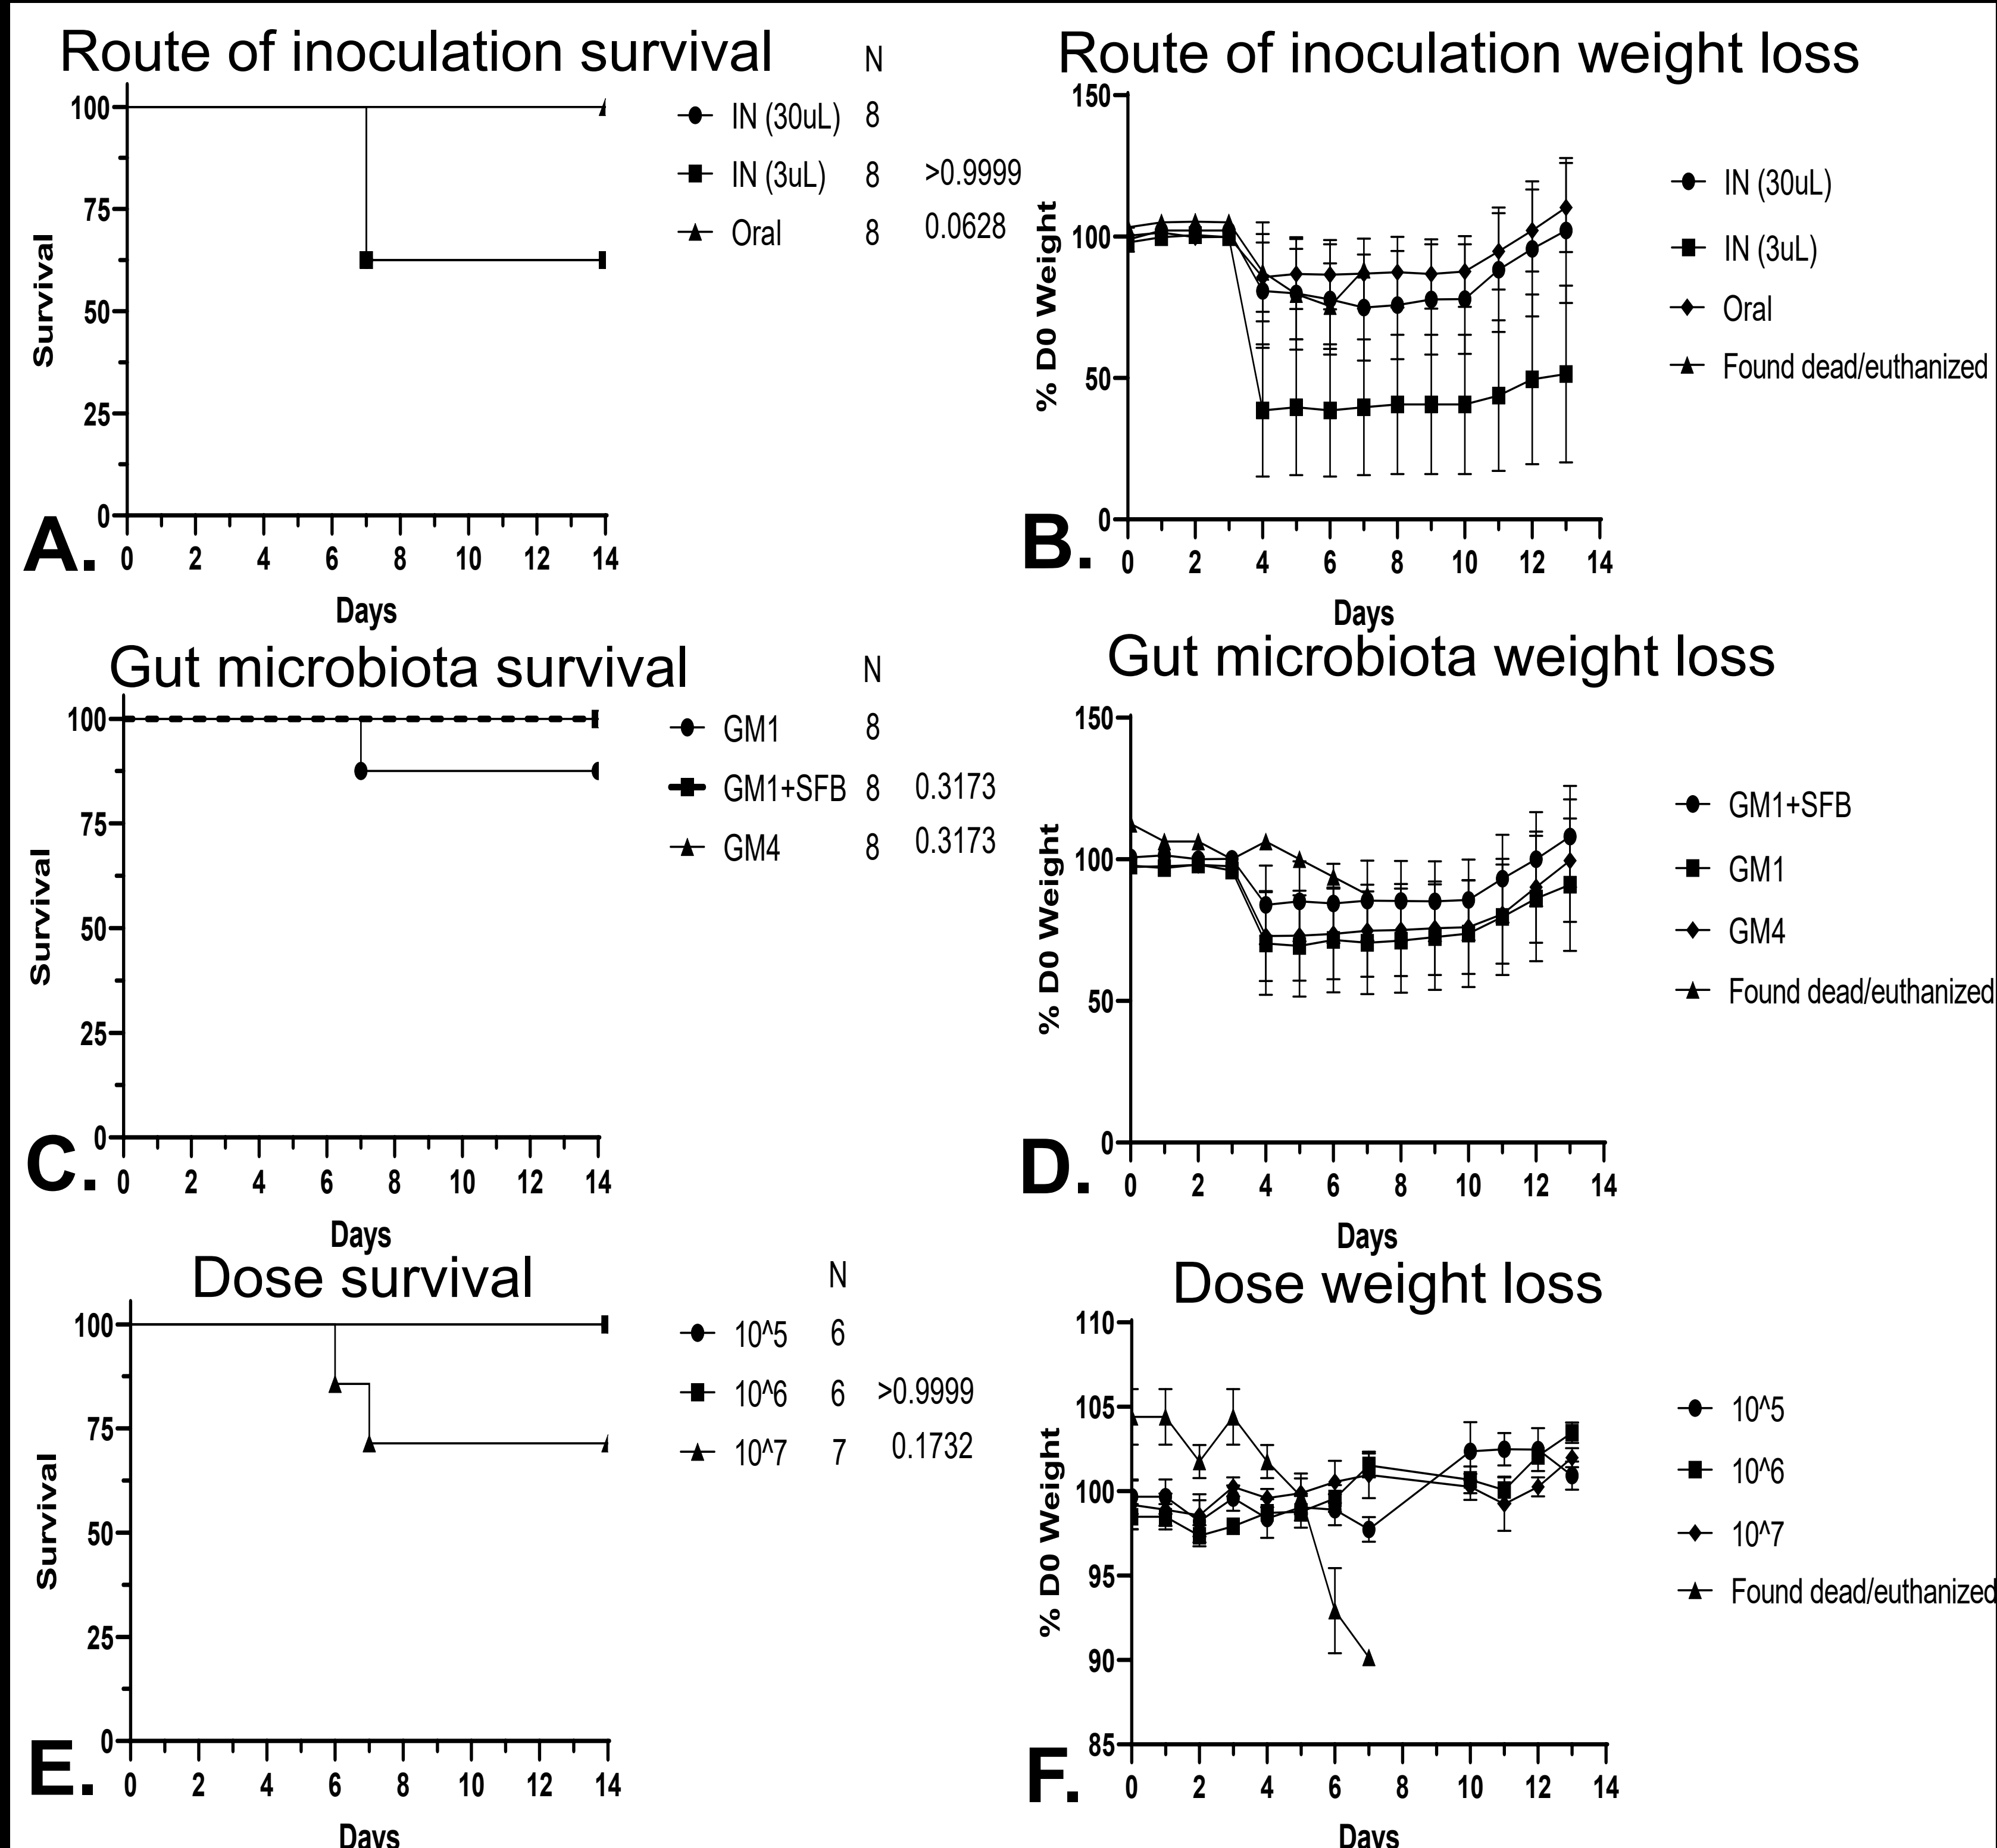 Route of inoculation survival
N
IN (30uL) 8
IN (3uL) 8 >0.9999
Oral 8 0.0628
100
75
50
25
0
Survival
0 2 4 6 8 10 12 14
Days
A.
Route of inoculation weight loss
150
100
50
0
% D0 Weight
0 2 4 6 8 10 12 14
Days
IN (30uL)
IN (3uL)
Oral
Found dead/euthanized
B.
Gut microbiota survival
N
GM1 8
GM1+SFB 8 0.3173
GM4 8 0.3173
100
75
50
25
0
Survival
0 2 4 6 8 10 12 14
Days
C.
Gut microbiota weight loss
150
100
50
0
% D0 Weight
0 2 4 6 8 10 12 14
Days
GM1+SFB
GM1
GM4
Found dead/euthanized
D.
Dose survival
N
10^5 6
10^6 6 >0.9999
10^7 7 0.1732
100
75
50
25
0
Survival
0 2 4 6 8 10 12 14
Days
E.
Dose weight loss
110
105
100
95
90
85
% D0 Weight
0 2 4 6 8 10 12 14
Days
10^5
10^6
10^7
Found dead/euthanized
F.